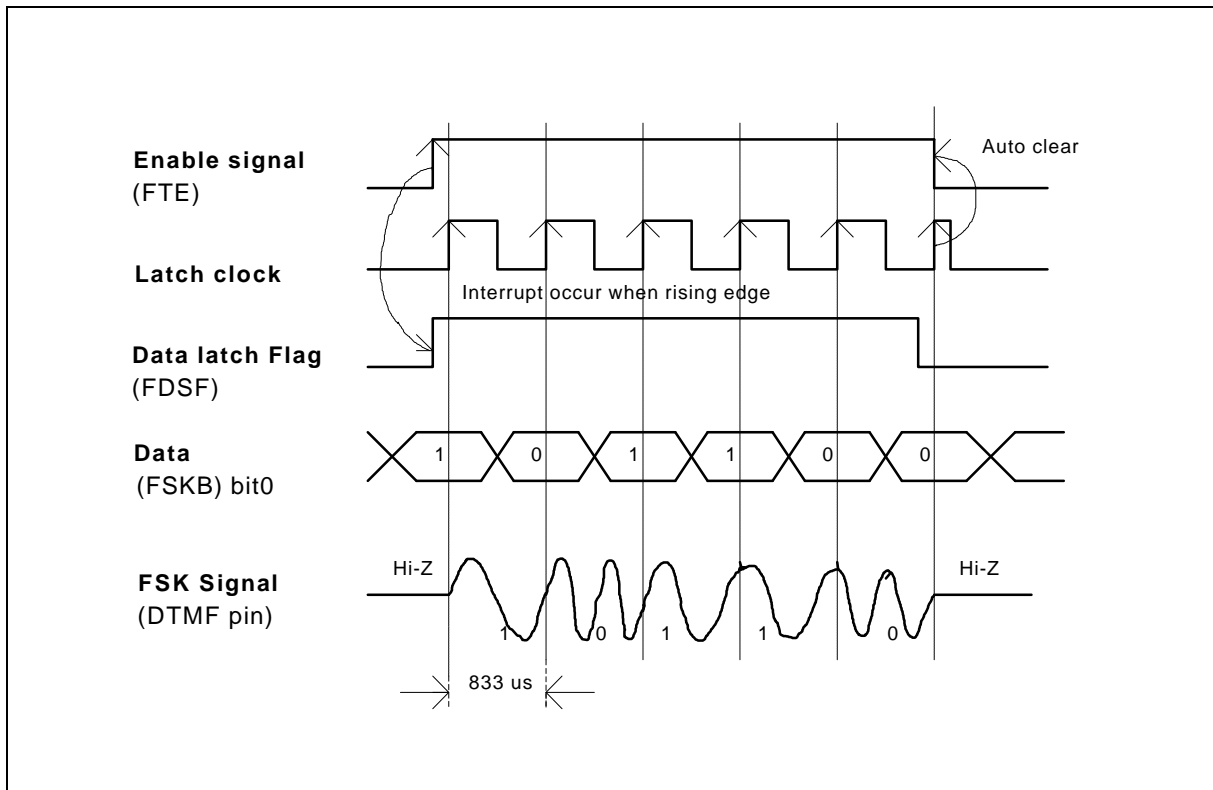 Enable signal
(FTE)
Auto clear
Latch clock
Interrupt occur when rising edge
Data latch Flag
(FDSF)
Data
(FSKB) bit0
1 0 1 1 0 0
FSK Signal
(DTMF pin)
Hi-Z
Hi-Z
1 0 1 1 0
833 us